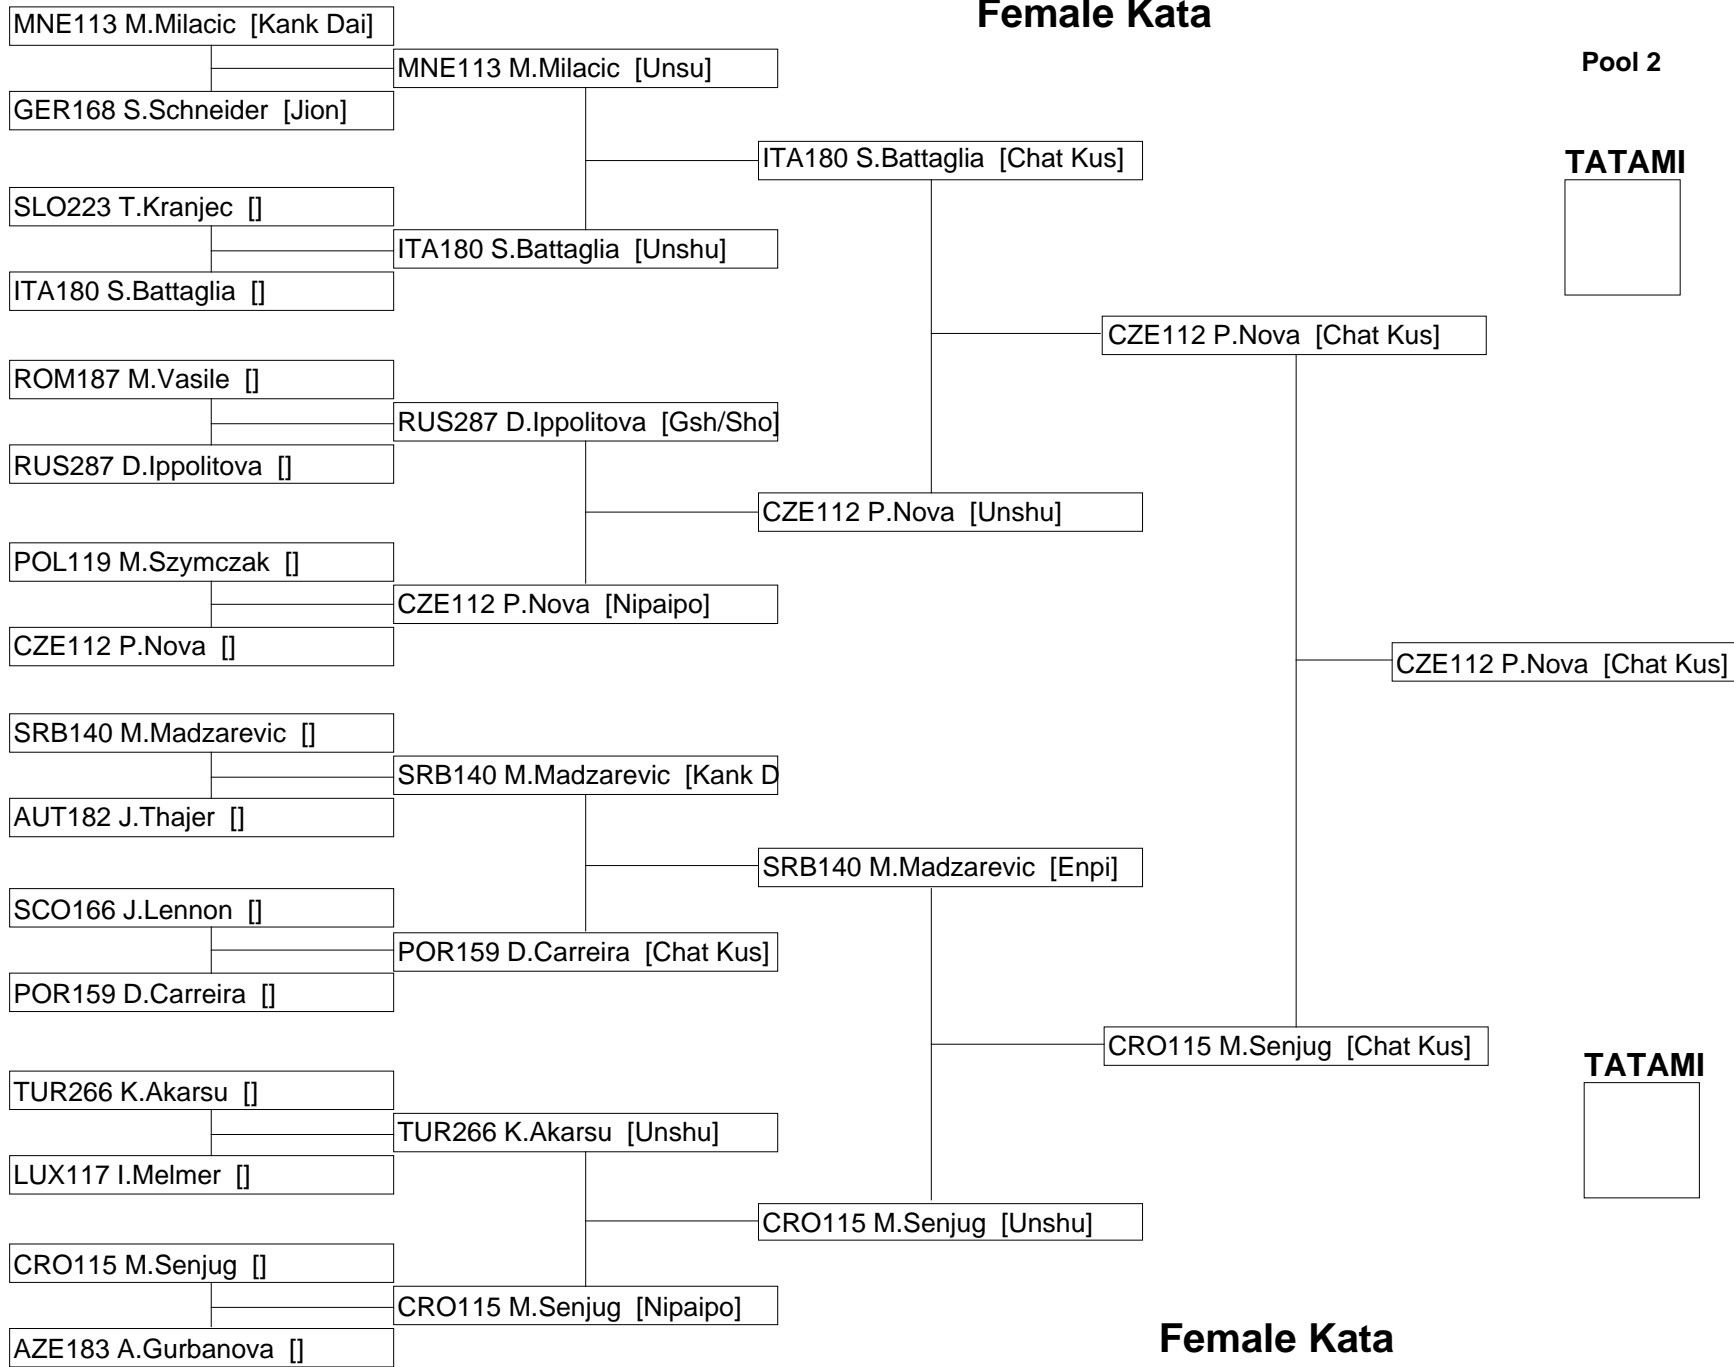 Female Kata
MNE113 M.Milacic [Kank Dai]
MNE113 M.Milacic [Unsu]
Pool 2
GER168 S.Schneider [Jion]
ITA180 S.Battaglia [Chat Kus]
TATAMI
SLO223 T.Kranjec []
ITA180 S.Battaglia [Unshu]
ITA180 S.Battaglia []
CZE112 P.Nova [Chat Kus]
ROM187 M.Vasile []
RUS287 D.Ippolitova [Gsh/Sho]
RUS287 D.Ippolitova []
CZE112 P.Nova [Unshu]
POL119 M.Szymczak []
CZE112 P.Nova [Nipaipo]
CZE112 P.Nova []
CZE112 P.Nova [Chat Kus]
SRB140 M.Madzarevic []
SRB140 M.Madzarevic [Kank D
AUT182 J.Thajer []
SRB140 M.Madzarevic [Enpi]
SCO166 J.Lennon []
POR159 D.Carreira [Chat Kus]
POR159 D.Carreira []
CRO115 M.Senjug [Chat Kus]
TATAMI
TUR266 K.Akarsu []
TUR266 K.Akarsu [Unshu]
LUX117 I.Melmer []
CRO115 M.Senjug [Unshu]
CRO115 M.Senjug []
CRO115 M.Senjug [Nipaipo]
Female Kata
AZE183 A.Gurbanova []